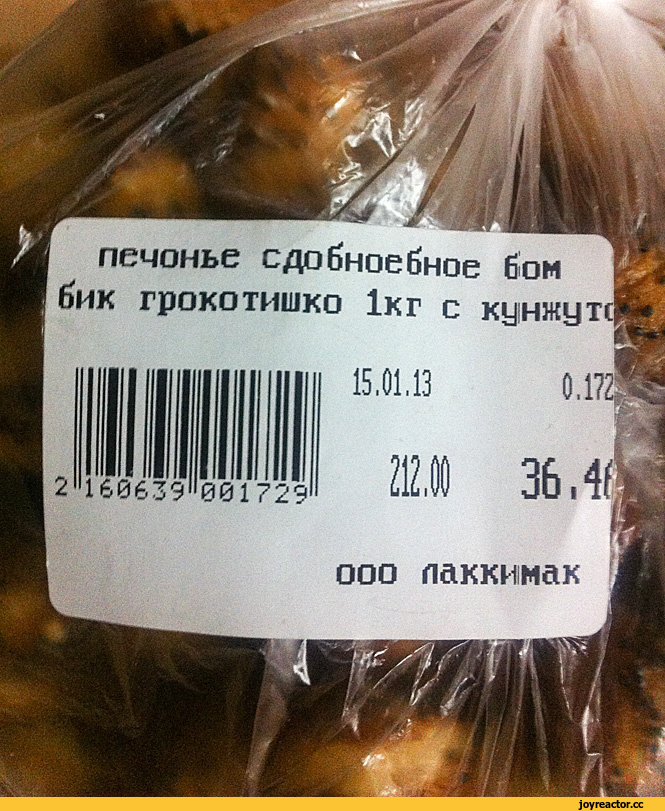 печонье сдобноебное бом
бик грокотишко 1кг с кунжуто
15.01.13 0.172
212.00 36.46
2 160639 001729
ооо лаккимак
joyreactor.cc